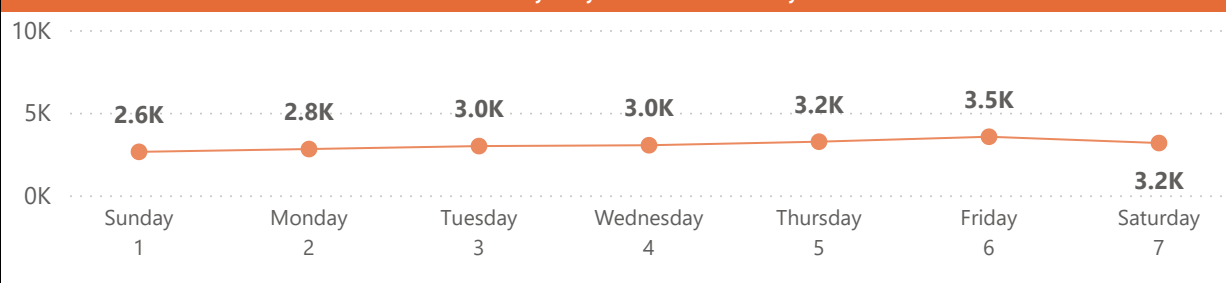 10K
3.5K
3.2K
3.0K
3.0K
2.8K
2.6K
5K
3.2K
0K
Sunday Monday Tuesday Wednesday Thursday Friday Saturday
1 2 3 4 5 6 7